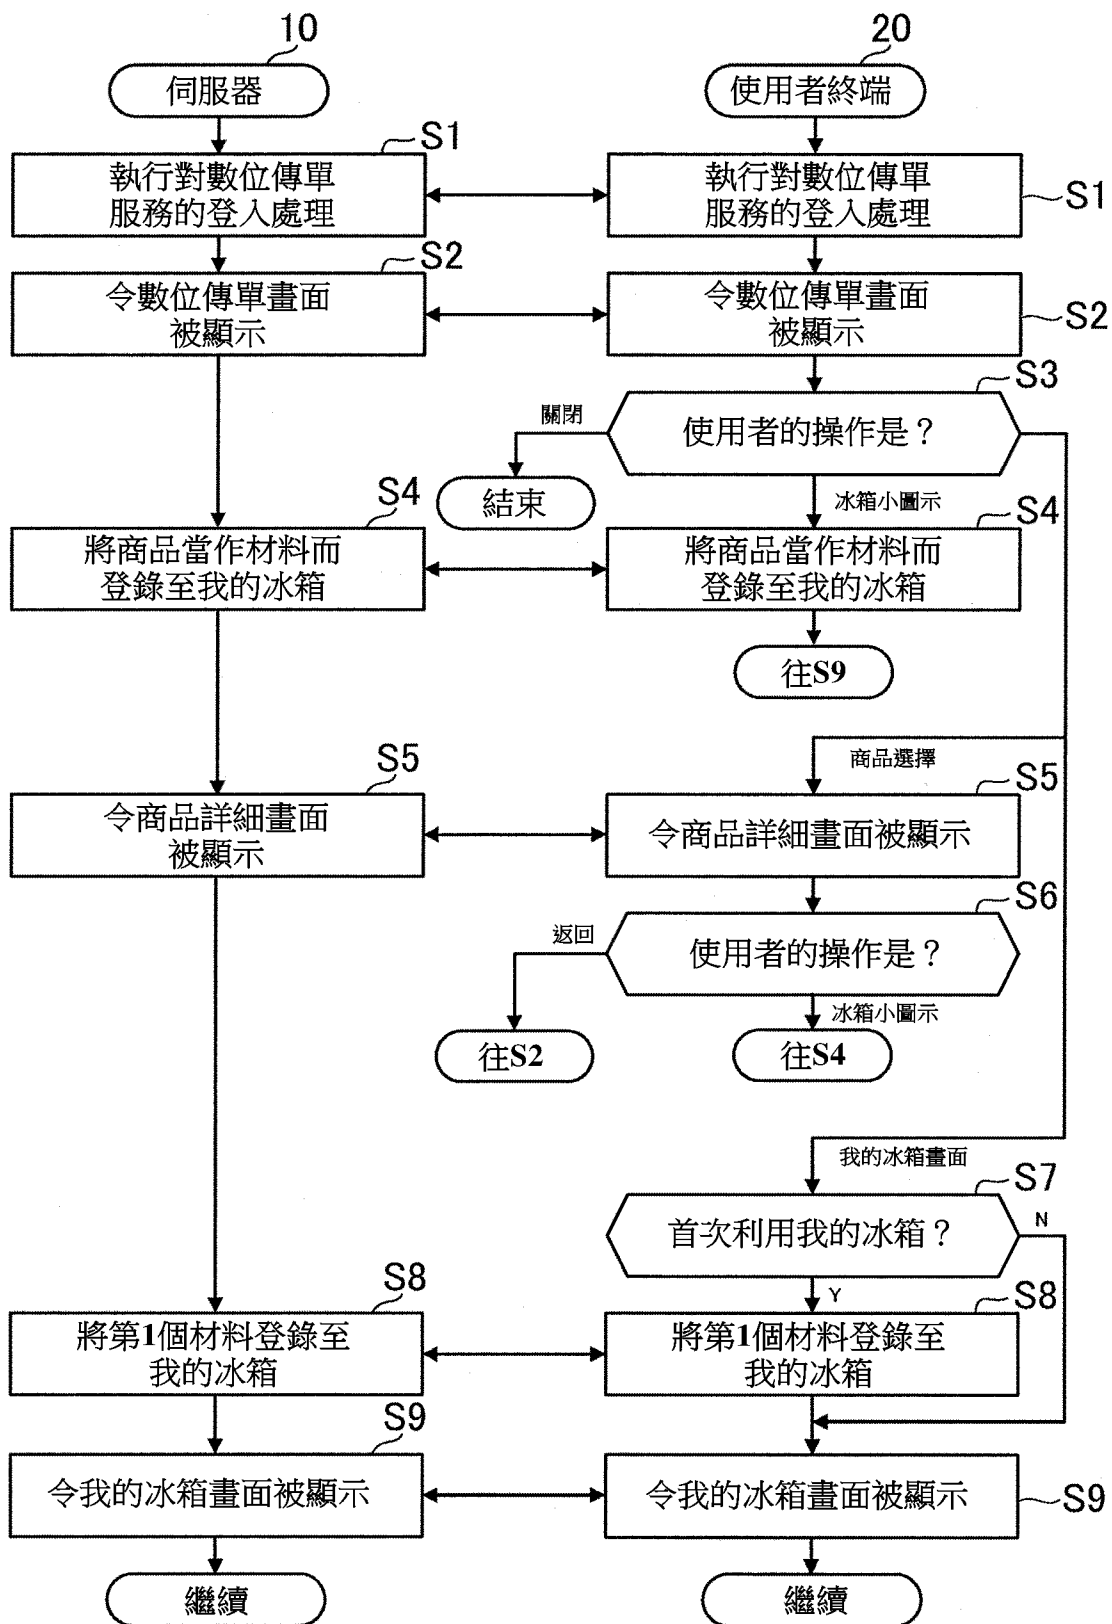 10
20
伺服器
使用者終端
S1
執行對數位傳單
服務的登入處理
執行對數位傳單
服務的登入處理
S1
S2
令數位傳單畫面
被顯示
令數位傳單畫面
被顯示
S2
S3
關閉
使用者的操作是？
結束
冰箱小圖示
S4
S4
將商品當作材料而
登錄至我的冰箱
將商品當作材料而
登錄至我的冰箱
往S9
商品選擇
S5
S5
令商品詳細畫面
被顯示
令商品詳細畫面被顯示
S6
返回
使用者的操作是？
冰箱小圖示
往S2
往S4
我的冰箱畫面
S7
首次利用我的冰箱？
N
Y
S8
S8
將第1個材料登錄至
我的冰箱
將第1個材料登錄至
我的冰箱
S9
令我的冰箱畫面被顯示
令我的冰箱畫面被顯示
S9
繼續
繼續